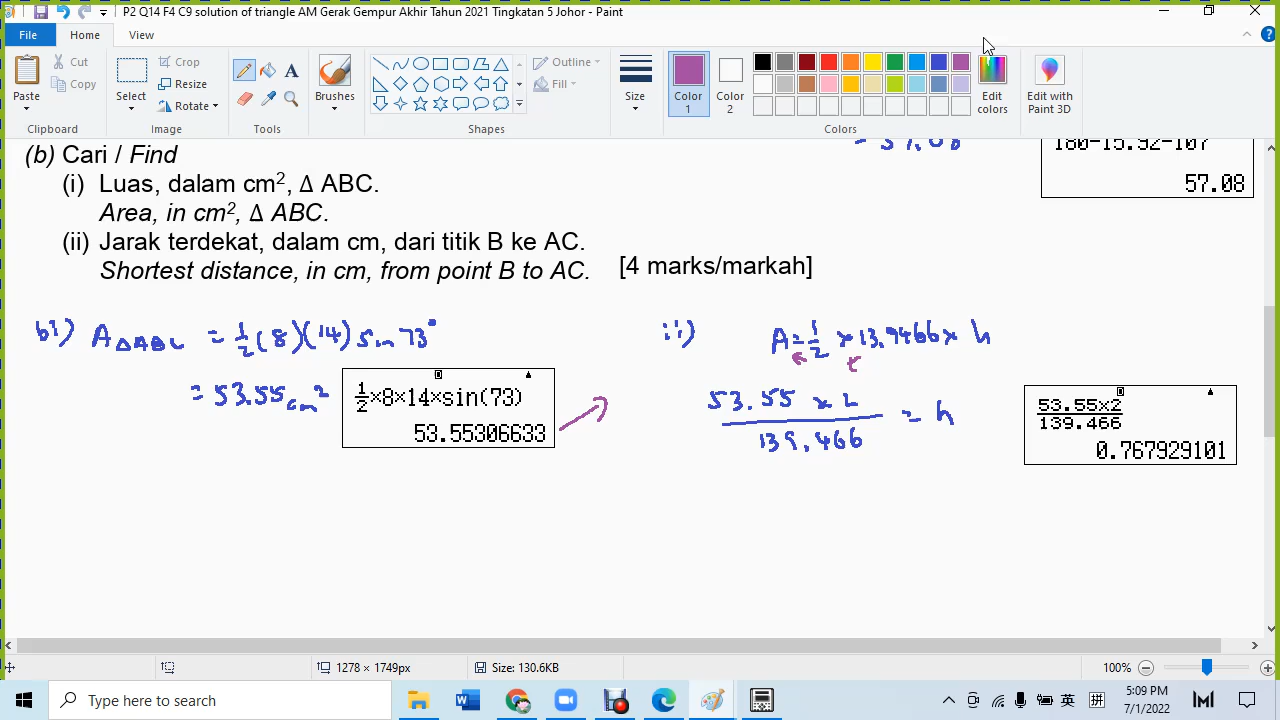 P2 Q14 F4 C9 solution of triangle AM Gerak Gempur Akhir Tahun 2021 Tingkatan 5 Johor - Paint
File Home View
Paste Cut Copy
Clipboard
Select Crop Resize Rotate
Image
Tools
Brushes
Shapes
Outline
Fill
Size
Color 1
Color 2
Colors
Edit colors
Edit with Paint 3D
= 57.08
180-15.92-107
57.08
(b) Cari / Find
(i) Luas, dalam cm², Δ ABC.
Area, in cm², Δ ABC.
(ii) Jarak terdekat, dalam cm, dari titik B ke AC.
Shortest distance, in cm, from point B to AC. [4 marks/markah]
bi) A△ABC = 1/2 (8)(14) sin 73°
= 53.55 cm²
1/2×8×14×sin(73)
53.55306633
ii) A = 1/2 × 13.9466 × h
53.55 × 2 / 139.466 = h
53.55×2 / 139.466
0.767929101
1278 × 1749px
Size: 130.6KB
100%
Type here to search
英
拼
5:09 PM
7/1/2022